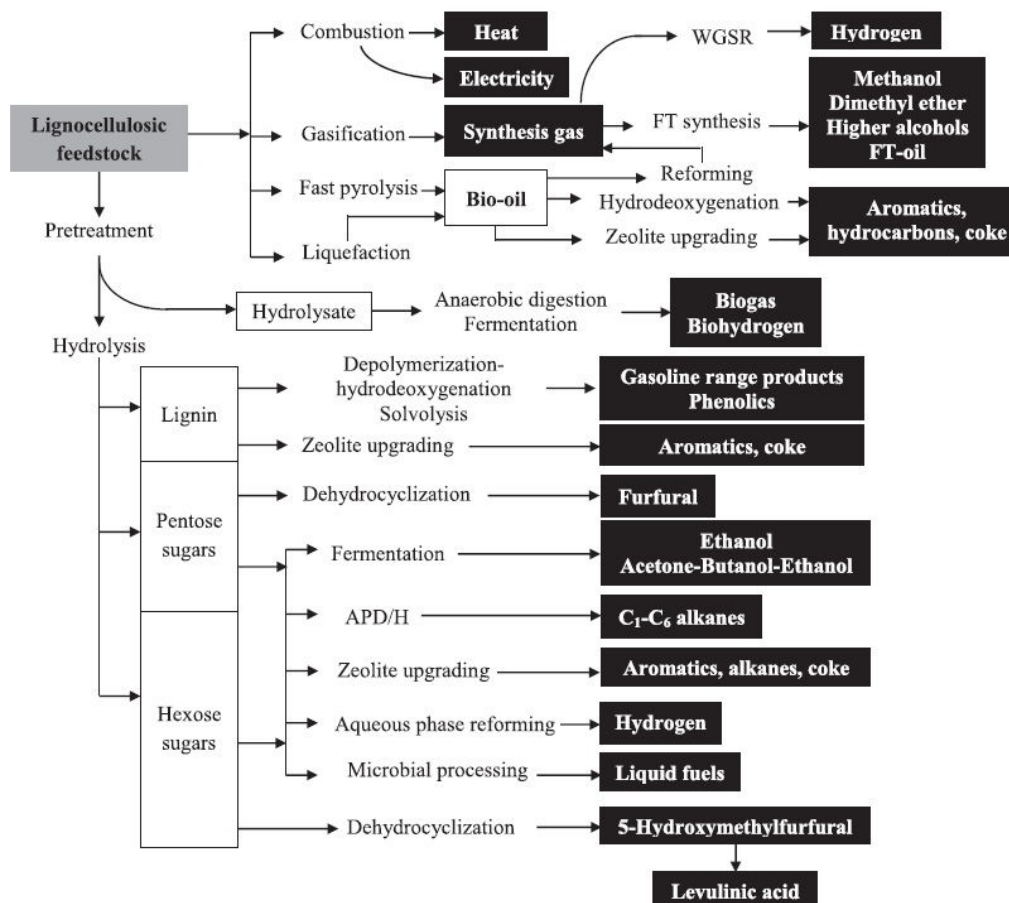 Combustion
Heat
WGSR
Hydrogen
Electricity
Lignocellulosic
feedstock
Gasification
Synthesis gas
FT synthesis
Methanol
Dimethyl ether
Higher alcohols
FT-oil
Fast pyrolysis
Bio-oil
Reforming
Hydrodeoxygenation
Liquefaction
Zeolite upgrading
Aromatics,
hydrocarbons, coke
Pretreatment
Hydrolysate
Anaerobic digestion
Fermentation
Biogas
Biohydrogen
Hydrolysis
Lignin
Depolymerization-
hydrodeoxygenation
Solvolysis
Gasoline range products
Phenolics
Zeolite upgrading
Aromatics, coke
Pentose
sugars
Dehydrocyclization
Furfural
Fermentation
Ethanol
Acetone-Butanol-Ethanol
APD/H
C₁-C₆ alkanes
Zeolite upgrading
Aromatics, alkanes, coke
Hexose
sugars
Aqueous phase reforming
Hydrogen
Microbial processing
Liquid fuels
Dehydrocyclization
5-Hydroxymethylfurfural
Levulinic acid